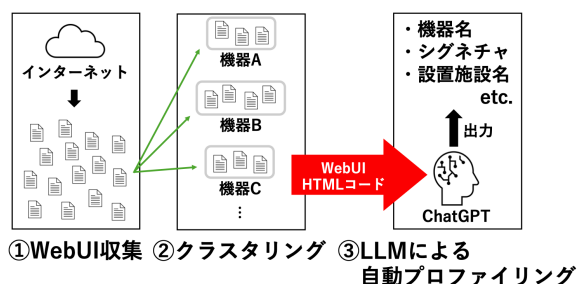 インターネット
機器A
機器B
機器C
⋮
WebUI
HTMLコード
・機器名
・シグネチャ
・設置施設名
etc.
出力
ChatGPT
①WebUI収集
②クラスタリング
③LLMによる
自動プロファイリング